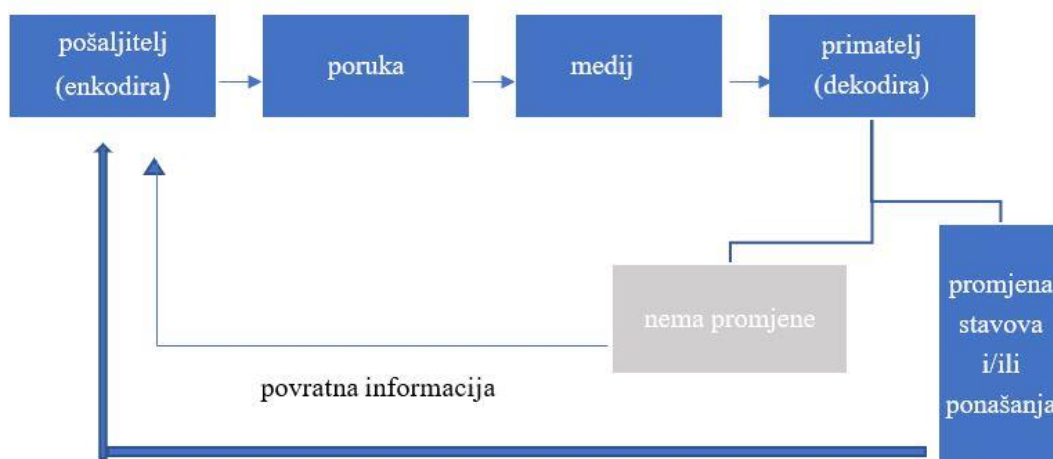 pošaljitelj
(enkodira)
poruka
medij
primatelj
(dekodira)
nema promjene
promjena
stavova
i/ili
ponašanja
povratna informacija